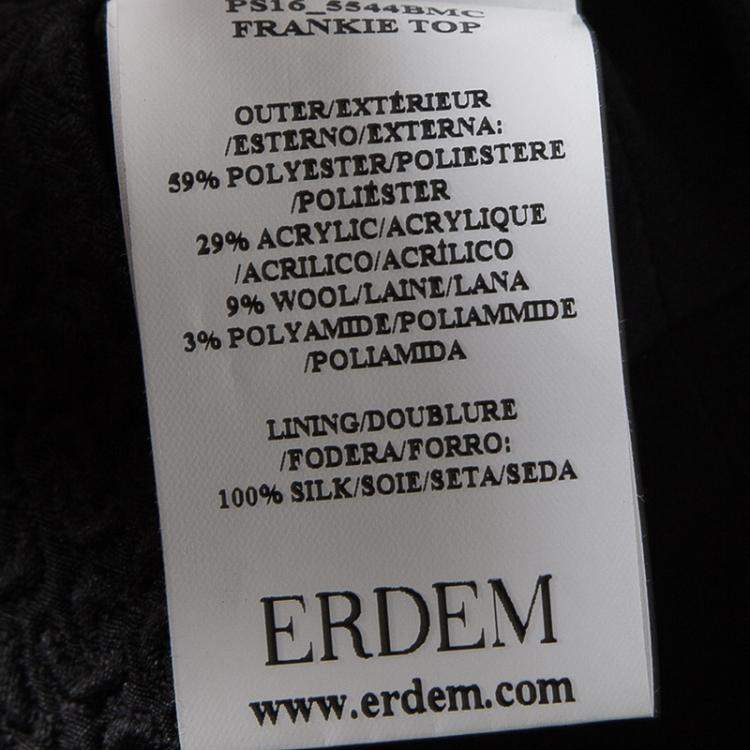 PS16_5544BMC
FRANKIE TOP
OUTER/EXTÉRIEUR
/ESTERNO/EXTERNA:
59% POLYESTER/POLIESTERE
/POLIÉSTER
29% ACRYLIC/ACRYLIQUE
/ACRILICO/ACRÍLICO
9% WOOL/LAINE/LANA
3% POLYAMIDE/POLIAMMIDE
/POLIAMIDA
LINING/DOUBLURE
/FODERA/FORRO:
100% SILK/SOIE/SETA/SEDA
ERDEM
www.erdem.com